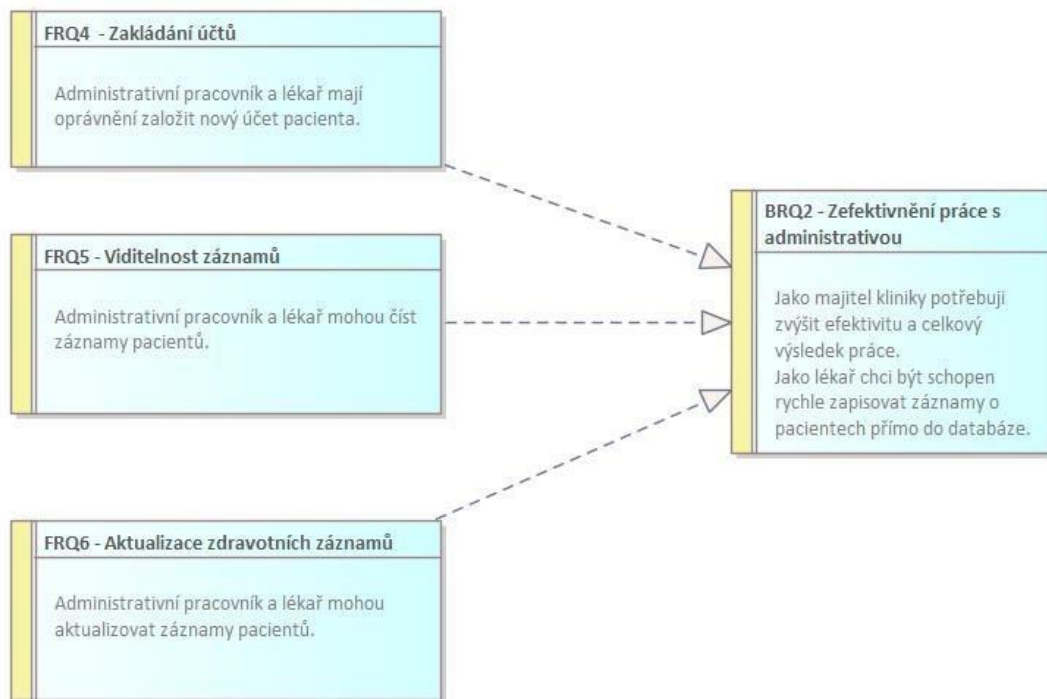 FRQ4 - Zakládání účtů
Administrativní pracovník a lékař mají
oprávnění založit nový účet pacienta.
FRQ5 - Viditelnost záznamů
Administrativní pracovník a lékař mohou číst
záznamy pacientů.
FRQ6 - Aktualizace zdravotních záznamů
Administrativní pracovník a lékař mohou
aktualizovat záznamy pacientů.
BRQ2 - Zefektivnění práce s
administrativou
Jako majitel kliniky potřebuji
zvýšit efektivitu a celkový
výsledek práce.
Jako lékař chci být schopen
rychle zapisovat záznamy o
pacientech přímo do databáze.